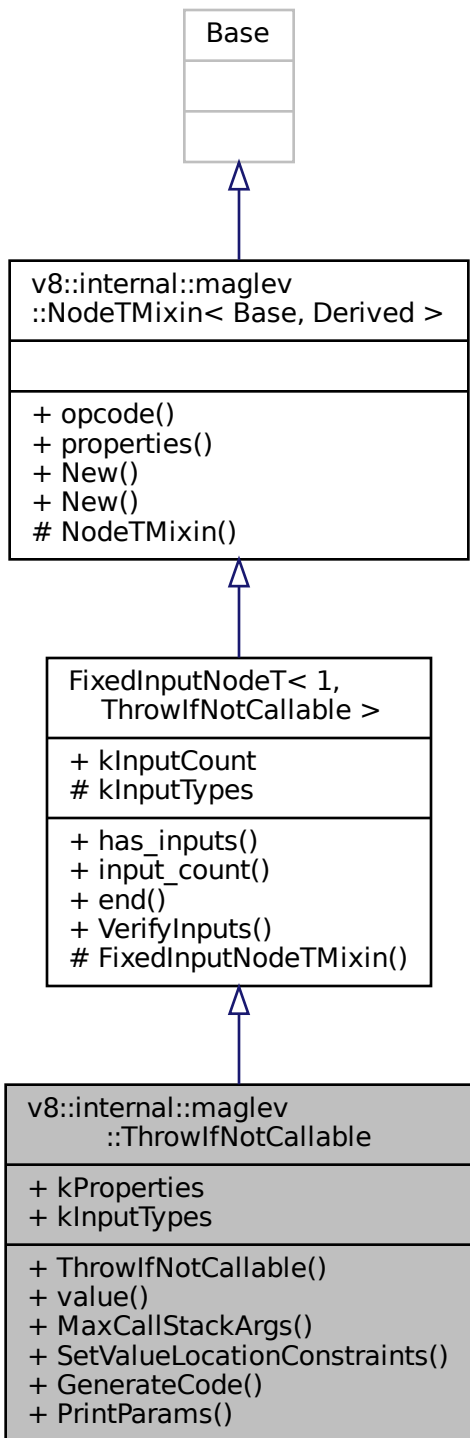 Base
v8::internal::maglev
::NodeTMixin< Base, Derived >
+ opcode()
+ properties()
+ New()
+ New()
# NodeTMixin()
FixedInputNodeT< 1,
ThrowIfNotCallable >
+ kInputCount
# kInputTypes
+ has_inputs()
+ input_count()
+ end()
+ VerifyInputs()
# FixedInputNodeTMixin()
v8::internal::maglev
::ThrowIfNotCallable
+ kProperties
+ kInputTypes
+ ThrowIfNotCallable()
+ value()
+ MaxCallStackArgs()
+ SetValueLocationConstraints()
+ GenerateCode()
+ PrintParams()